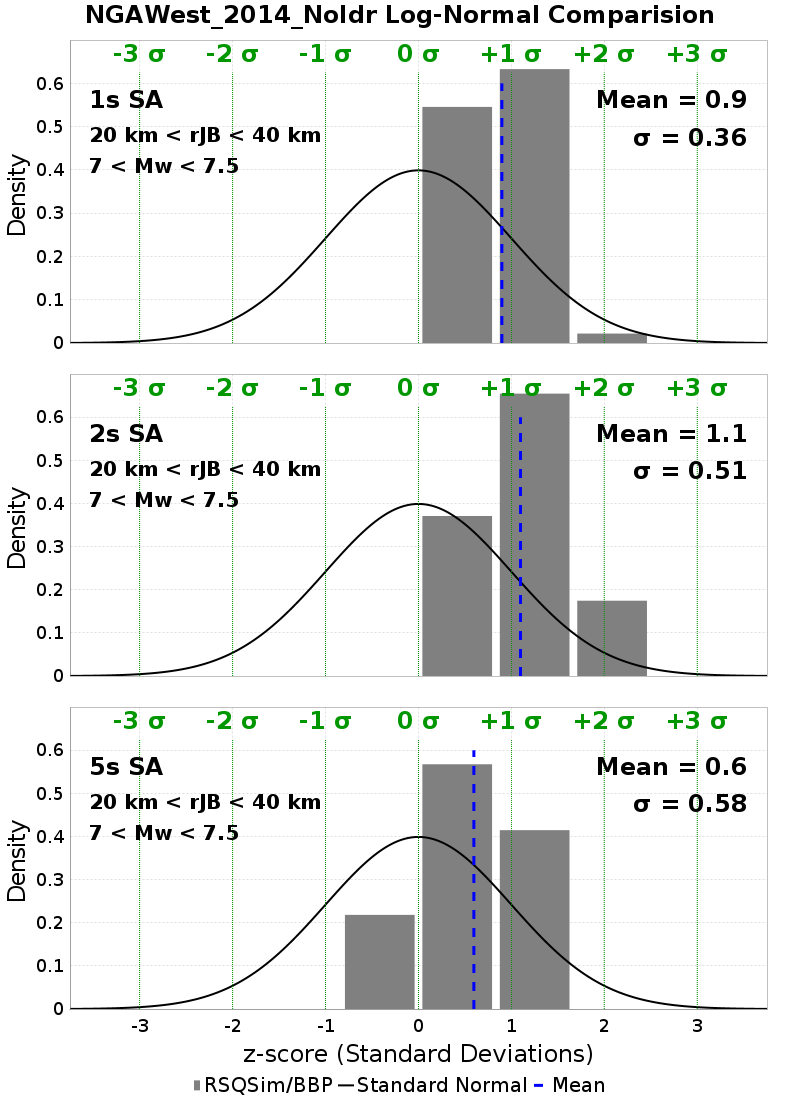 NGAWest_2014_NoIdr Log-Normal Comparision
-3 σ -2 σ -1 σ 0 σ +1 σ +2 σ +3 σ
1s SA
20 km < rJB < 40 km
7 < Mw < 7.5
Mean = 0.9
σ = 0.36
Density
0.6
0.5
0.4
0.3
0.2
0.1
0
-3 σ -2 σ -1 σ 0 σ +1 σ +2 σ +3 σ
2s SA
20 km < rJB < 40 km
7 < Mw < 7.5
Mean = 1.1
σ = 0.51
Density
0.6
0.5
0.4
0.3
0.2
0.1
0
-3 σ -2 σ -1 σ 0 σ +1 σ +2 σ +3 σ
5s SA
20 km < rJB < 40 km
7 < Mw < 7.5
Mean = 0.6
σ = 0.58
Density
0.6
0.5
0.4
0.3
0.2
0.1
0
-3 -2 -1 0 1 2 3
z-score (Standard Deviations)
RSQSim/BBP Standard Normal Mean